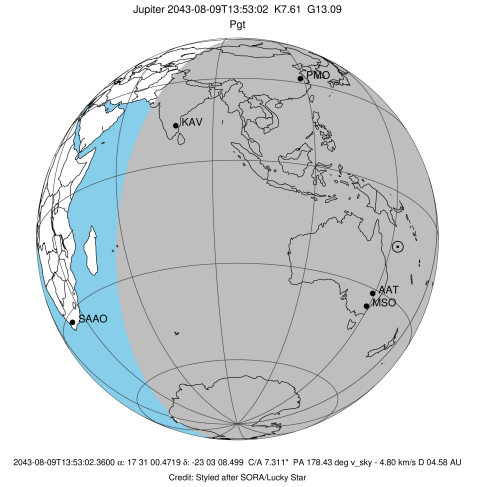 Jupiter 2043-08-09T13:53:02 K7.61 G13.09
Pgt
PMO
KAV
AAT
MSO
SAAO
2043-08-09T13:53:02.3600 α: 17 31 00.4719 δ: -23 03 08.499 C/A 7.311" PA 178.43 deg v_sky - 4.80 km/s D 04.58 AU
Credit: Styled after SORA/Lucky Star